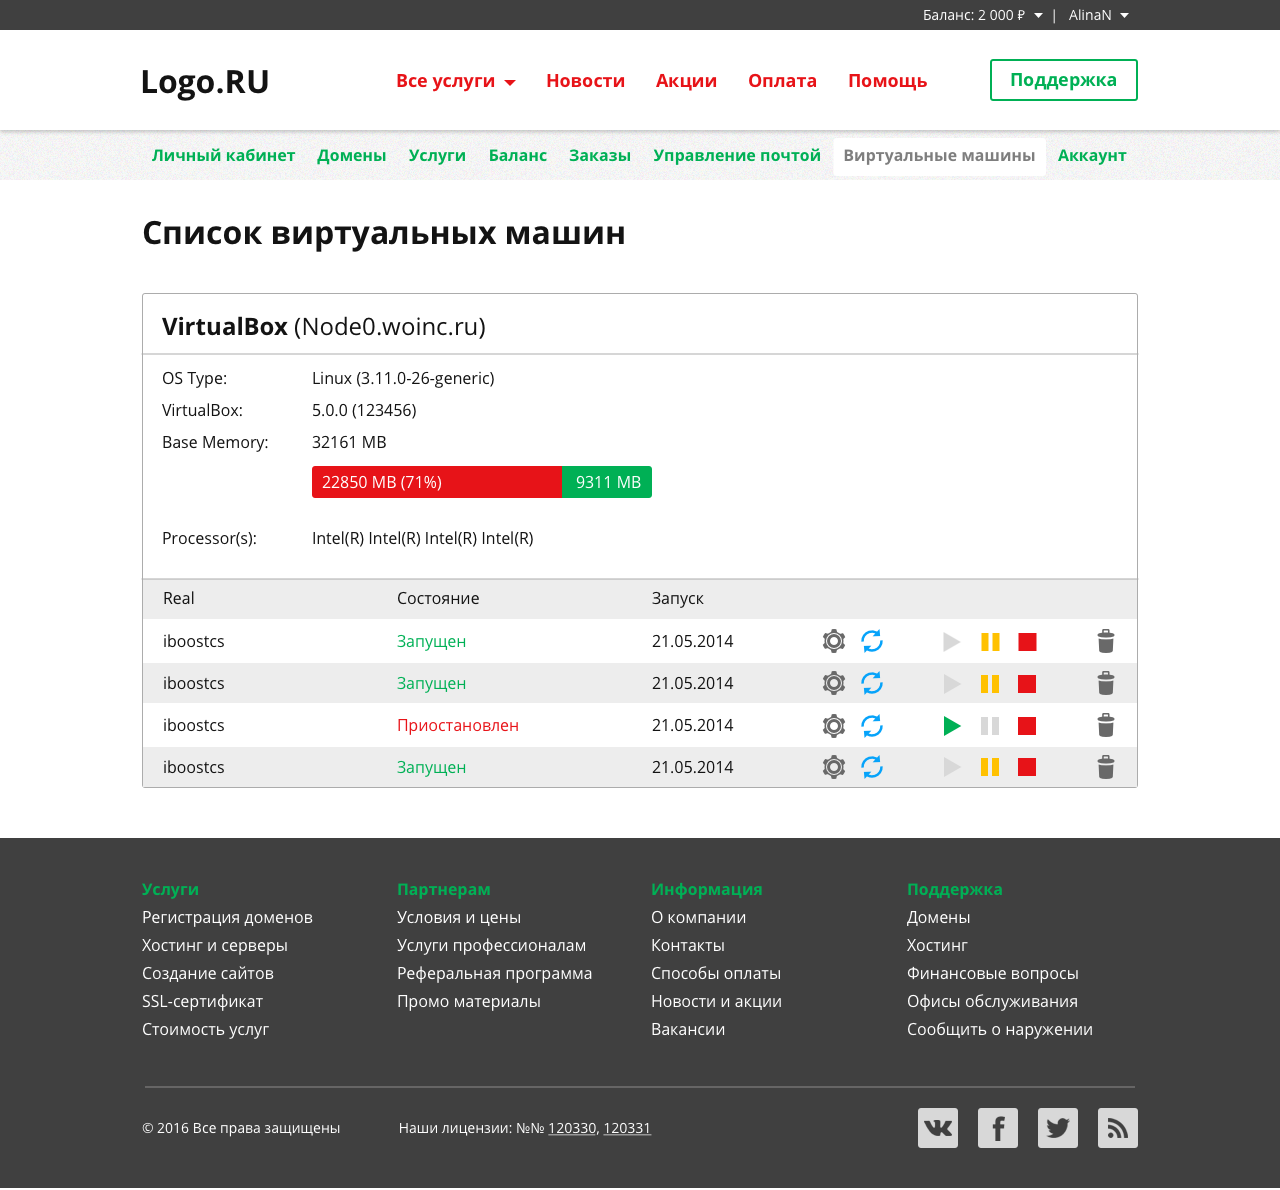 Баланс: 2 000 ₽ | AlinaN
Logo.RU
Все услуги Новости Акции Оплата Помощь Поддержка
Личный кабинет Домены Услуги Баланс Заказы Управление почтой Виртуальные машины Аккаунт
Список виртуальных машин
VirtualBox (Node0.woinc.ru)
OS Type: Linux (3.11.0-26-generic)
VirtualBox: 5.0.0 (123456)
Base Memory: 32161 MB
22850 MB (71%) 9311 MB
Processor(s): Intel(R) Intel(R) Intel(R) Intel(R)
Real Состояние Запуск
iboostcs Запущен 21.05.2014
iboostcs Запущен 21.05.2014
iboostcs Приостановлен 21.05.2014
iboostcs Запущен 21.05.2014
Услуги
Регистрация доменов
Хостинг и серверы
Создание сайтов
SSL-сертификат
Стоимость услуг
Партнерам
Условия и цены
Услуги профессионалам
Реферальная программа
Промо материалы
Информация
О компании
Контакты
Способы оплаты
Новости и акции
Вакансии
Поддержка
Домены
Хостинг
Финансовые вопросы
Офисы обслуживания
Сообщить о наружении
© 2016 Все права защищены Наши лицензии: №№ 120330, 120331